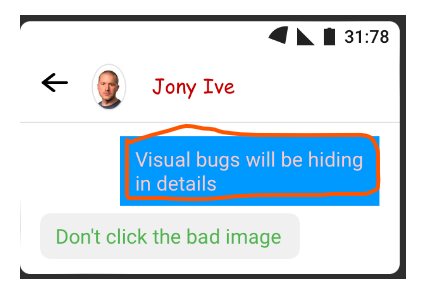 31:78
Jony Ive
Visual bugs will be hiding
in details
Don't click the bad image